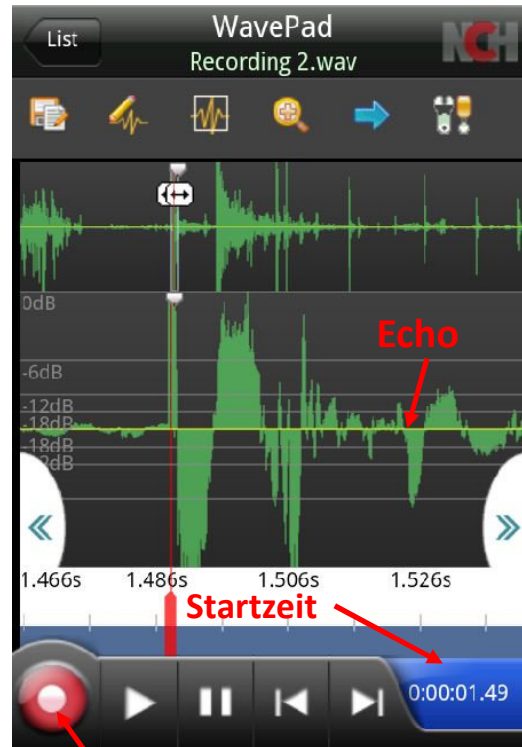 List
WavePad
Recording 2.wav
NCH
0dB
Echo
-6dB
-12dB
-18dB
-18dB
1.466s 1.486s 1.506s 1.526s
Startzeit
0:00:01.49